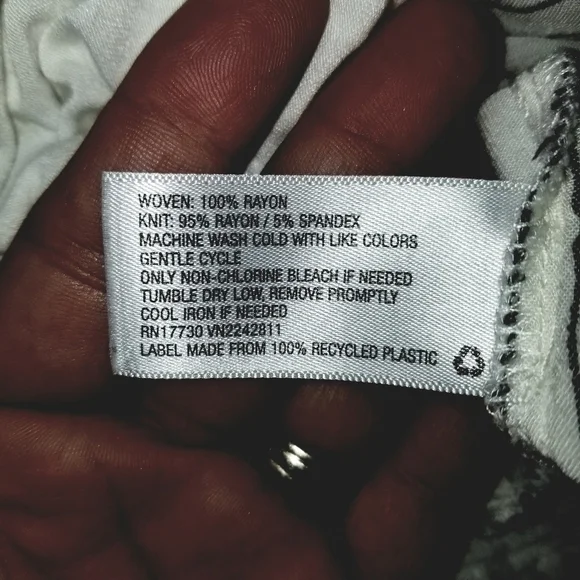 WOVEN: 100% RAYON
KNIT: 95% RAYON / 5% SPANDEX
MACHINE WASH COLD WITH LIKE COLORS
GENTLE CYCLE
ONLY NON-CHLORINE BLEACH IF NEEDED
TUMBLE DRY LOW, REMOVE PROMPTLY
COOL IRON IF NEEDED
RN17730 VN2242811
LABEL MADE FROM 100% RECYCLED PLASTIC